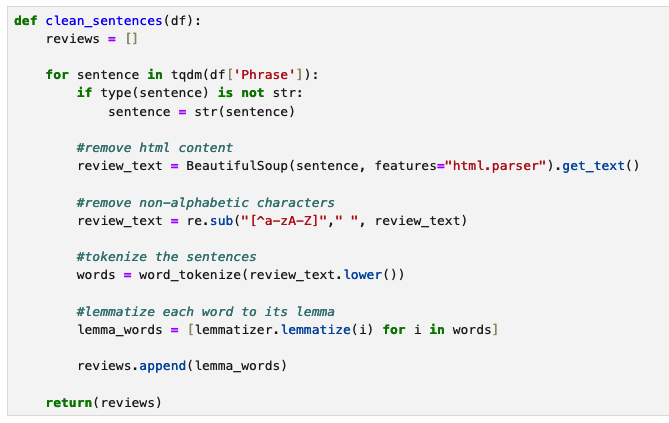 def clean_sentences(df):
    reviews = []

    for sentence in tqdm(df['Phrase']):
        if type(sentence) is not str:
            sentence = str(sentence)

        #remove html content
        review_text = BeautifulSoup(sentence, features="html.parser").get_text()

        #remove non-alphabetic characters
        review_text = re.sub("[^a-zA-Z]"," ", review_text)

        #tokenize the sentences
        words = word_tokenize(review_text.lower())

        #lemmatize each word to its lemma
        lemma_words = [lemmatizer.lemmatize(i) for i in words]

        reviews.append(lemma_words)

    return(reviews)